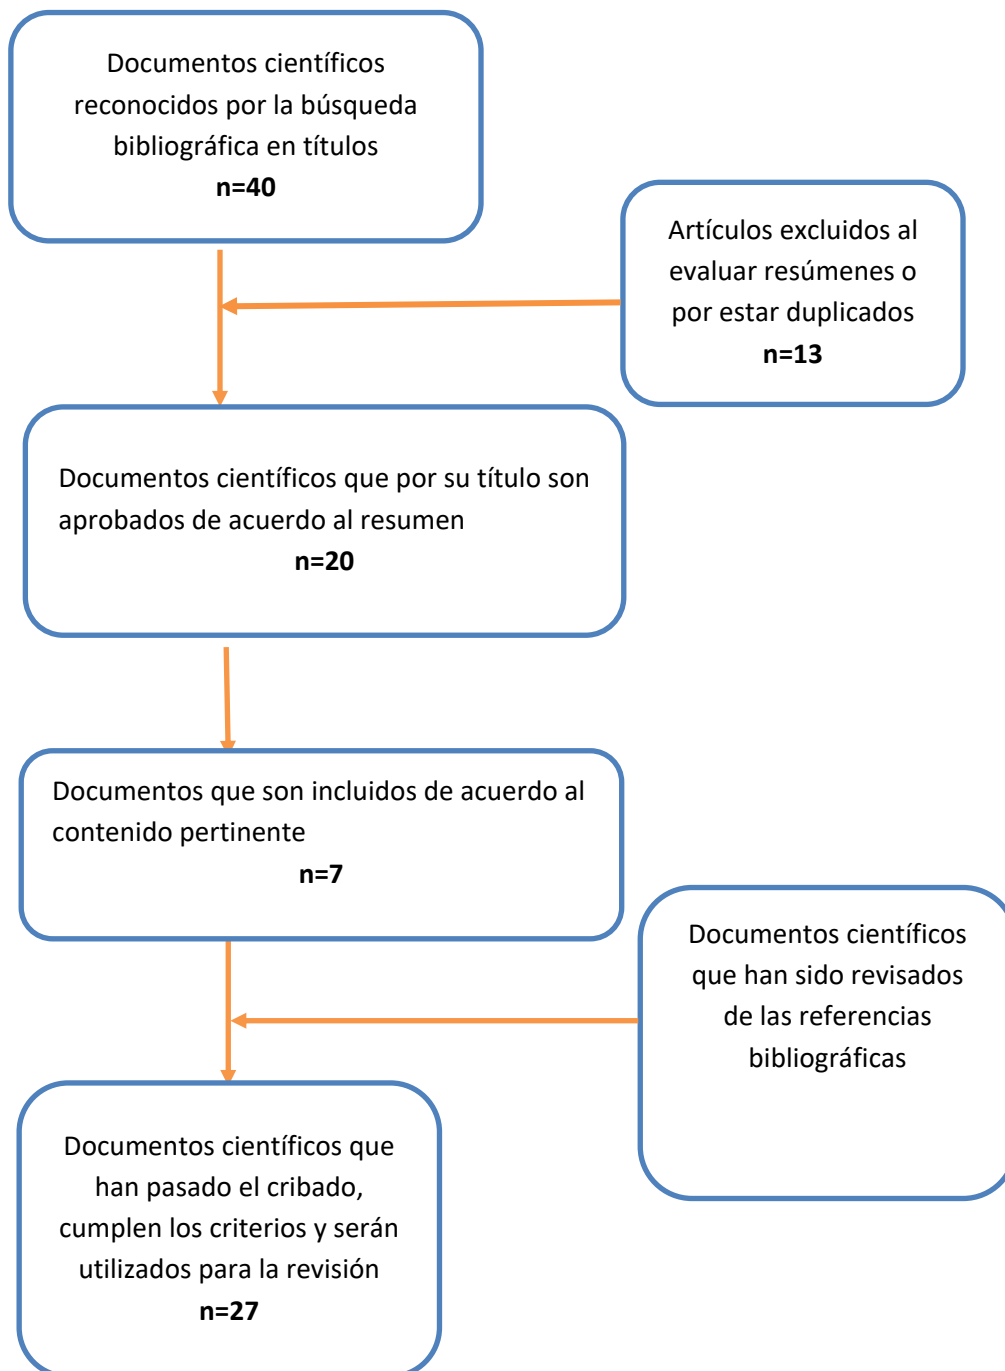 Documentos científicos
reconocidos por la búsqueda
bibliográfica en títulos
n=40
Artículos excluidos al
evaluar resúmenes o
por estar duplicados
n=13
Documentos científicos que por su título son
aprobados de acuerdo al resumen
n=20
Documentos que son incluidos de acuerdo al
contenido pertinente
n=7
Documentos científicos
que han sido revisados
de las referencias
bibliográficas
Documentos científicos que
han pasado el cribado,
cumplen los criterios y serán
utilizados para la revisión
n=27